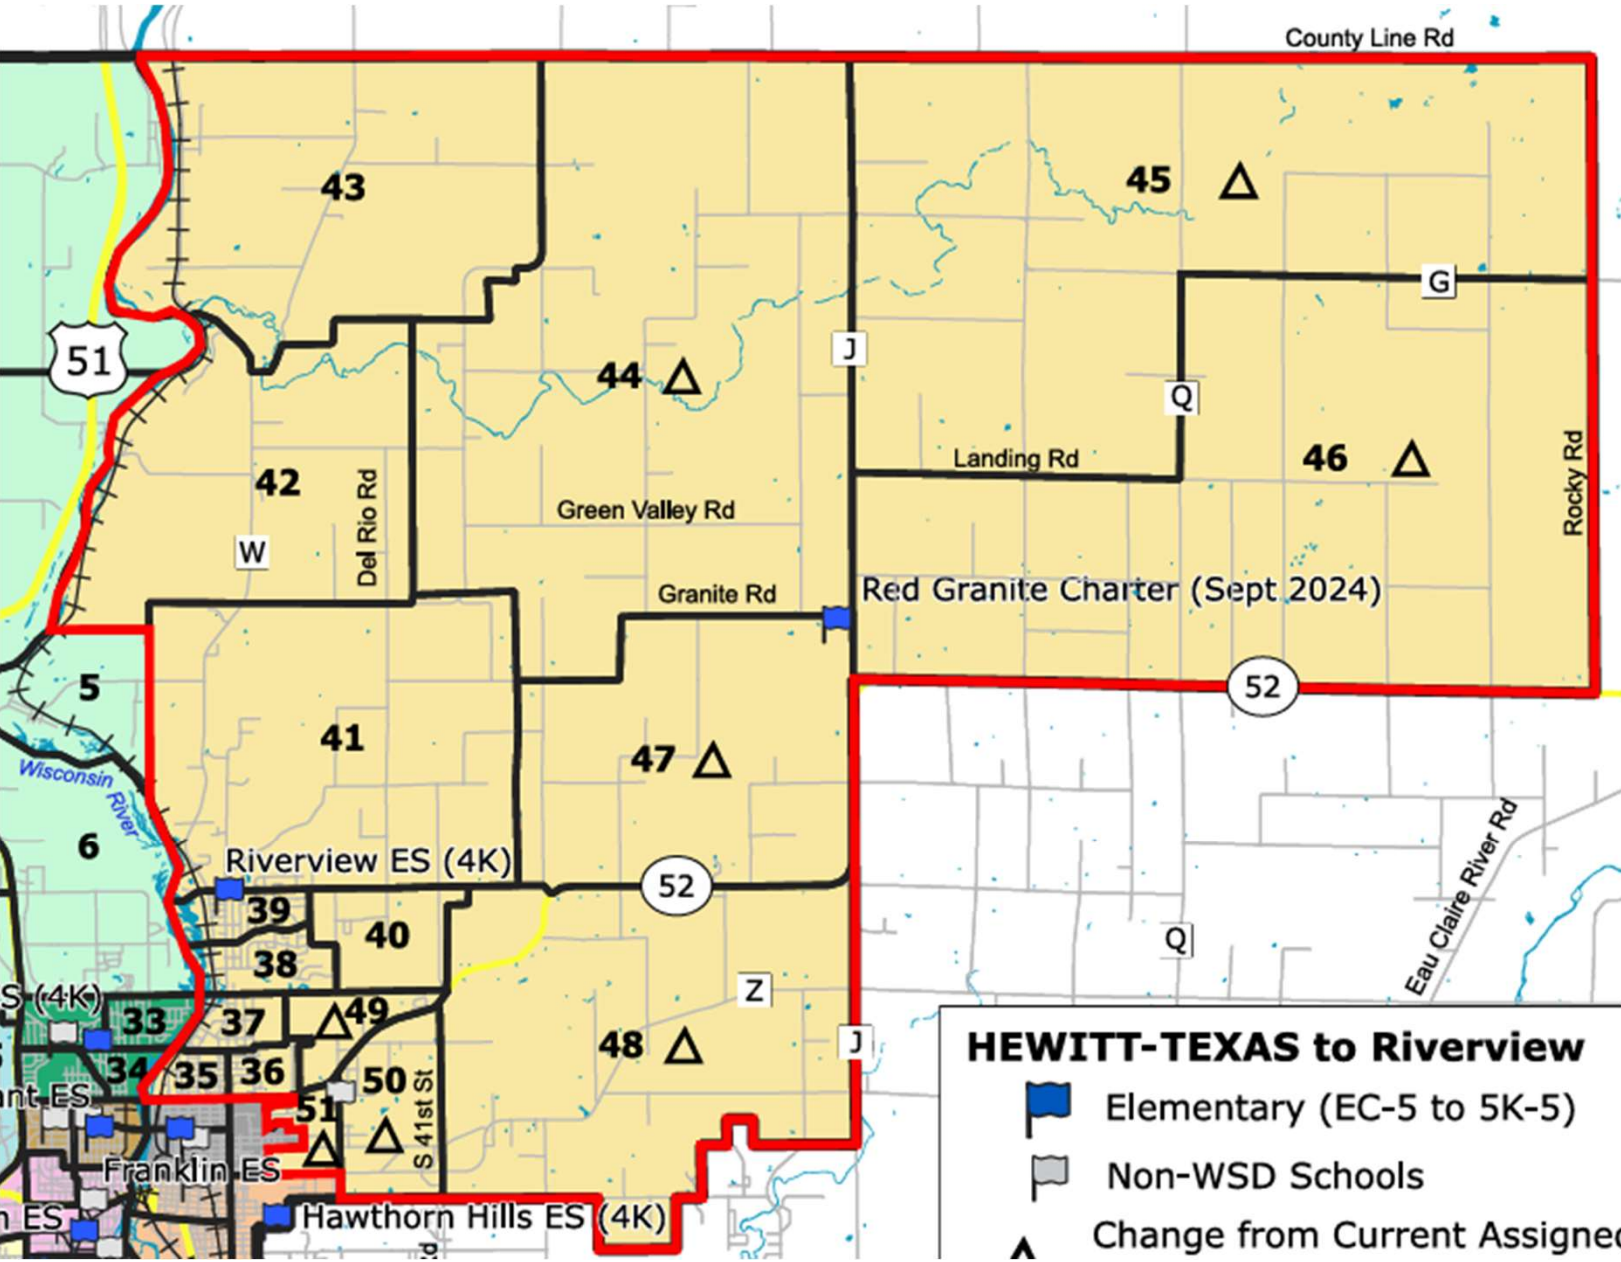 County Line Rd
43
45
G
51
J
44
Q
Landing Rd
46
Rocky Rd
42
Del Rio Rd
Green Valley Rd
W
Granite Rd
Red Granite Charter (Sept 2024)
5
52
41
47
Wisconsin
River
6
Riverview ES (4K)
52
39
40
Q
Eau Claire River Rd
38
S (4K)
Z
33
37
49
48
J
34
35
36
50
S 41st St
ant ES
51
Franklin ES
n ES
Hawthorn Hills ES (4K)
Rd
HEWITT-TEXAS to Riverview
Elementary (EC-5 to 5K-5)
Non-WSD Schools
Change from Current Assigned